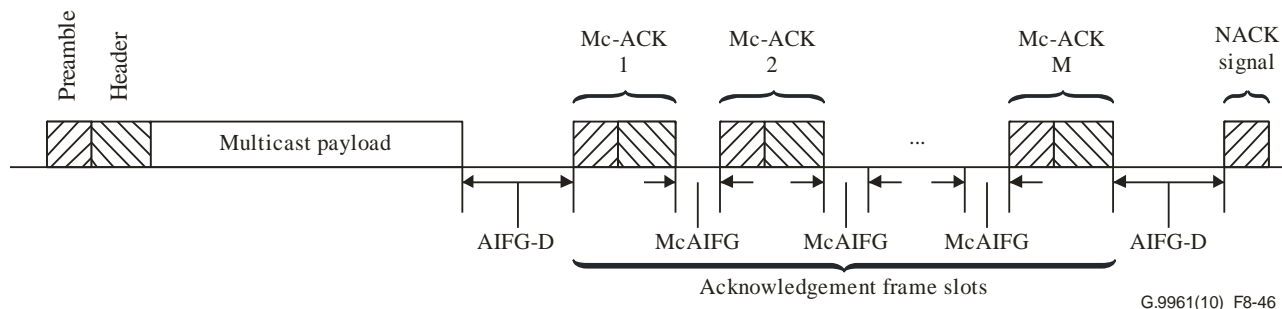 Preamble
Header
Mc-ACK
1
Mc-ACK
2
Mc-ACK
M
NACK
signal
Multicast payload
...
AIFG-D
McAIFG
McAIFG
McAIFG
AIFG-D
Acknowledgement frame slots
G.9961(10)_F8-46